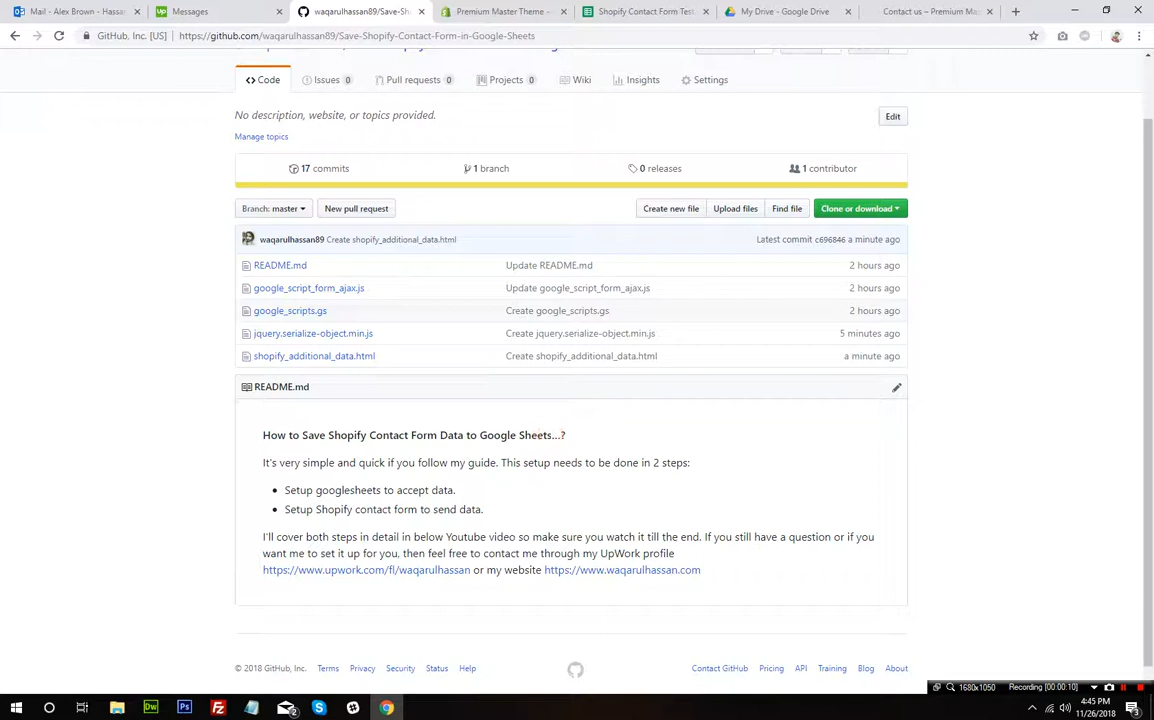 Mail - Alex Brown - Hassan
Messages
waqarulhassan89/Save-Sh
Premium Master Theme -
Shopify Contact Form Test
My Drive - Google Drive
Contact us – Premium Mas
GitHub, Inc. [US] | https://github.com/waqarulhassan89/Save-Shopify-Contact-Form-in-Google-Sheets
Code
Issues 0
Pull requests 0
Projects 0
Wiki
Insights
Settings
No description, website, or topics provided.
Edit
Manage topics
17 commits
1 branch
0 releases
1 contributor
Branch: master
New pull request
Create new file
Upload files
Find file
Clone or download
waqarulhassan89 Create shopify_additional_data.html
Latest commit c696846 a minute ago
README.md
Update README.md
2 hours ago
google_script_form_ajax.js
Update google_script_form_ajax.js
2 hours ago
google_scripts.gs
Create google_scripts.gs
2 hours ago
jquery.serialize-object.min.js
Create jquery.serialize-object.min.js
5 minutes ago
shopify_additional_data.html
Create shopify_additional_data.html
a minute ago
README.md
How to Save Shopify Contact Form Data to Google Sheets...?
It's very simple and quick if you follow my guide. This setup needs to be done in 2 steps:
Setup googlesheets to accept data.
Setup Shopify contact form to send data.
I'll cover both steps in detail in below Youtube video so make sure you watch it till the end. If you still have a question or if you
want me to set it up for you, then feel free to contact me through my UpWork profile
https://www.upwork.com/fl/waqarulhassan or my website https://www.waqarulhassan.com
© 2018 GitHub, Inc.
Terms
Privacy
Security
Status
Help
Contact GitHub
Pricing
API
Training
Blog
About
1680x1050
Recording [00:00:10]
4:45 PM
11/26/2018